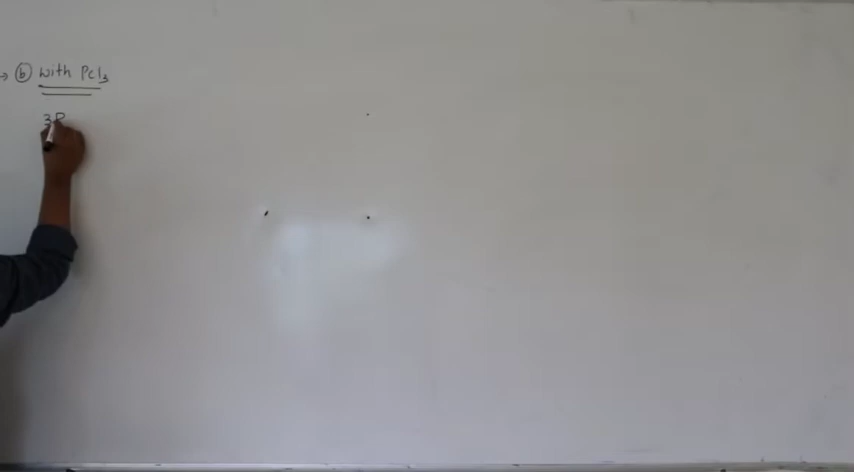 → ⓑ with Pcl₃
3R